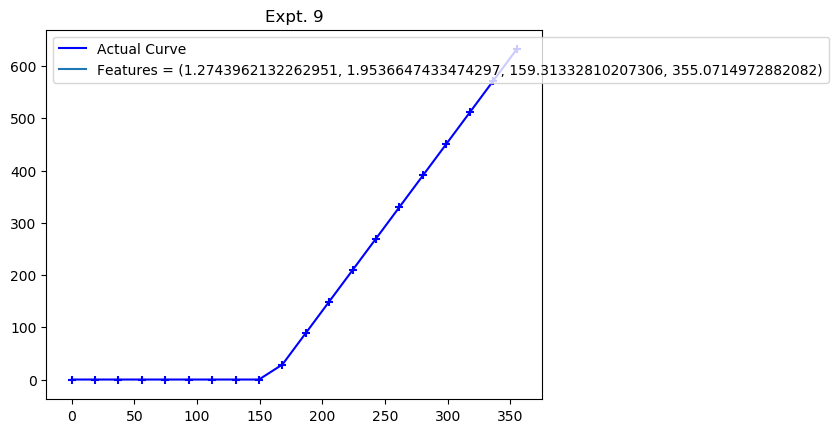 Expt. 9
Actual Curve
Features = (1.2743962132262951, 1.9536647433474297, 159.31332810207306, 355.0714972882082)
600
500
400
300
200
100
0
0 50 100 150 200 250 300 350